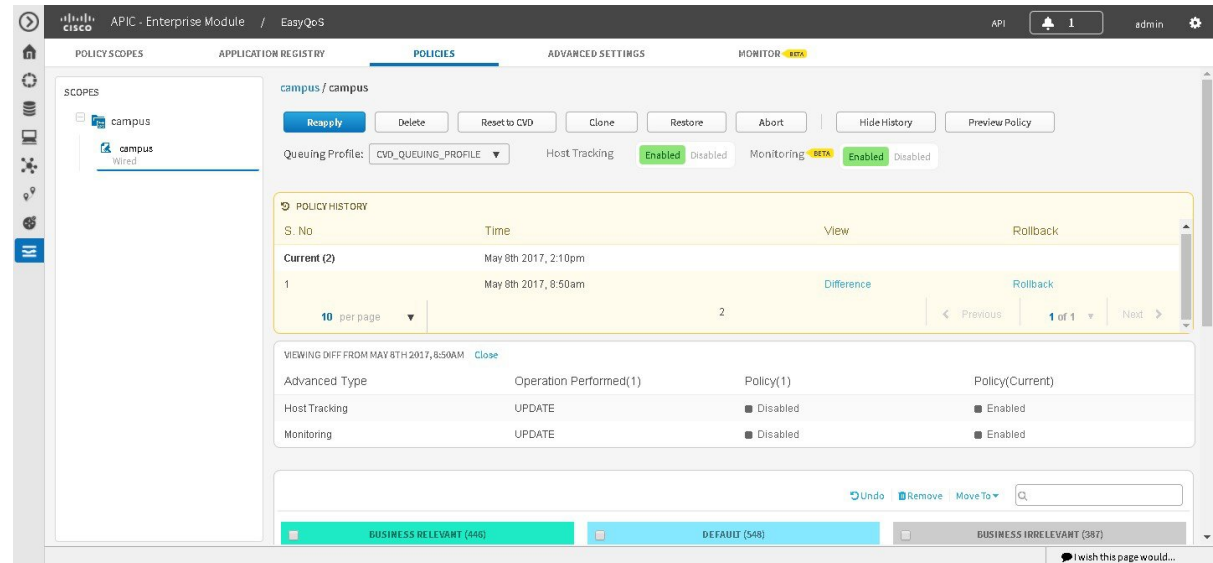 cisco APIC - Enterprise Module / EasyQoS API 1 admin
POLICY SCOPES APPLICATION REGISTRY POLICIES ADVANCED SETTINGS MONITOR BETA
SCOPES
campus
campus
Wired
campus / campus
Reapply Delete Reset to CVD Clone Restore Abort Hide History Preview Policy
Queuing Profile: CVD_QUEUING_PROFILE Host Tracking Enabled Disabled Monitoring BETA Enabled Disabled
POLICY HISTORY
S. No Time View Rollback
Current (2) May 8th 2017, 2:10pm
1 May 8th 2017, 8:50am Difference Rollback
10 per page 2 Previous 1 of 1 Next
VIEWING DIFF FROM MAY 8TH 2017, 8:50AM Close
Advanced Type Operation Performed(1) Policy(1) Policy(Current)
Host Tracking UPDATE Disabled Enabled
Monitoring UPDATE Disabled Enabled
Undo Remove Move To
BUSINESS RELEVANT (446) DEFAULT (548) BUSINESS IRRELEVANT (387)
I wish this page would...